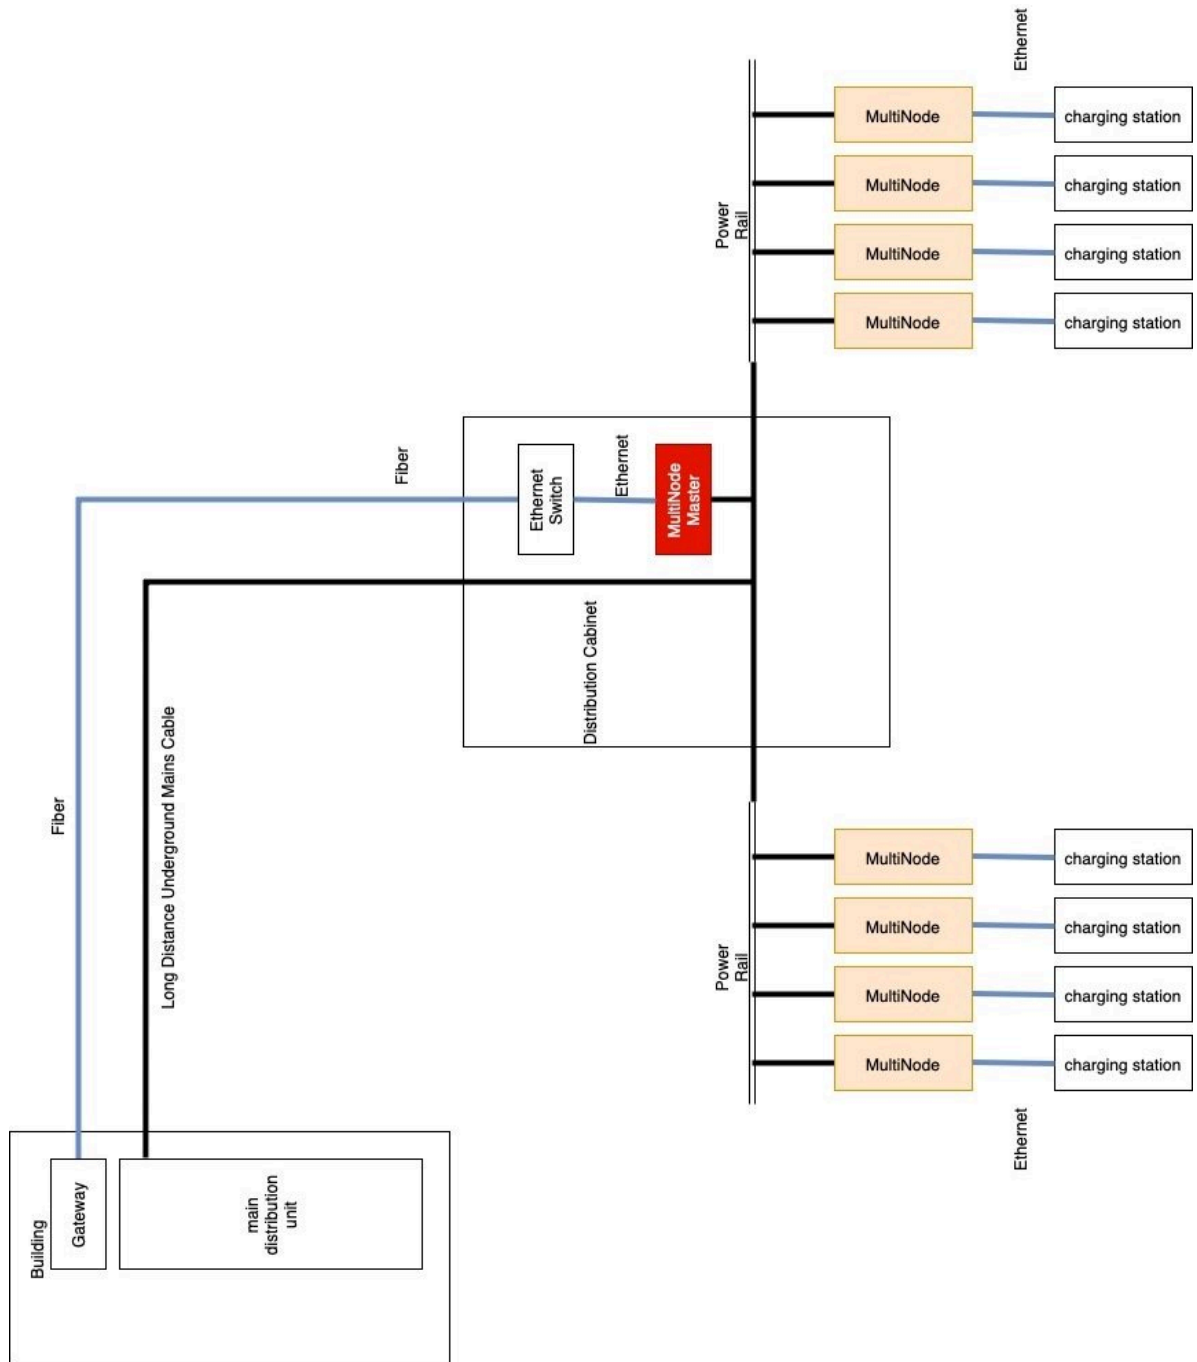 Ethernet
MultiNode
charging station
MultiNode
charging station
Power
Rail
MultiNode
charging station
MultiNode
charging station
Fiber
Ethernet
Switch
Ethernet
MultiNode
Master
Distribution Cabinet
Fiber
Long Distance Underground Mains Cable
MultiNode
charging station
MultiNode
charging station
Power
Rail
MultiNode
charging station
MultiNode
charging station
Ethernet
Building
Gateway
main
distribution
unit